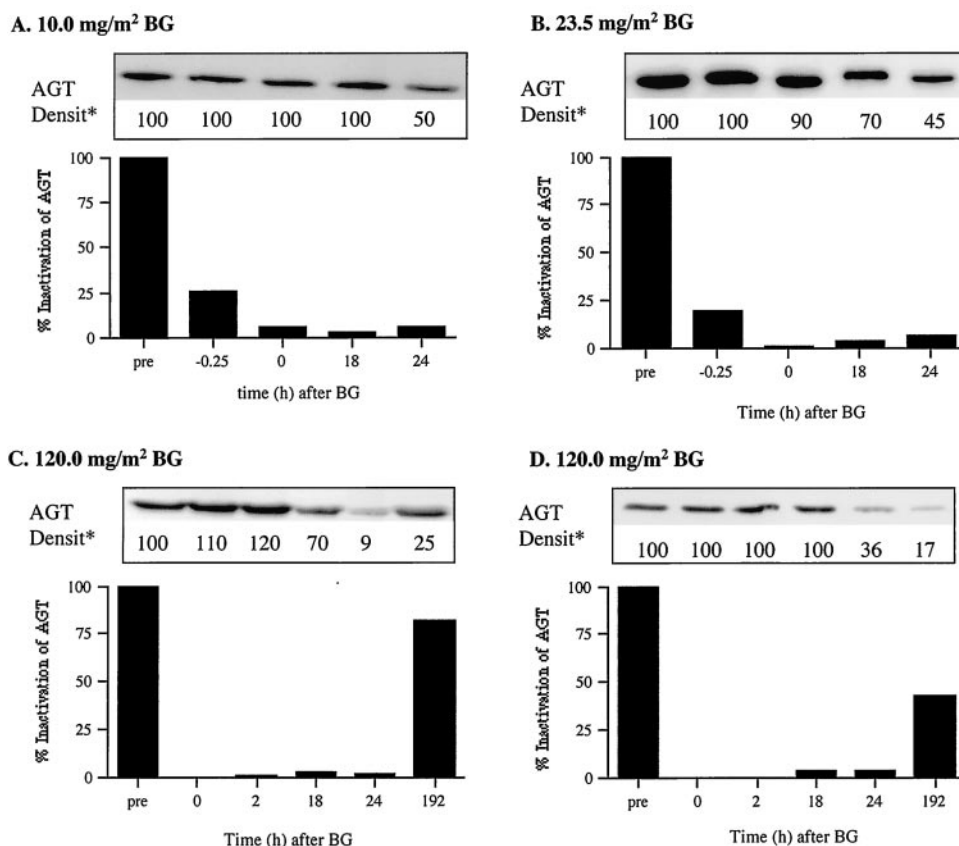 A. 10.0 mg/m² BG
AGT
Densit*
100 100 100 100 50
% Inactivation of AGT
100
75
50
25
0
pre -0.25 0 18 24
time (h) after BG
B. 23.5 mg/m² BG
AGT
Densit*
100 100 90 70 45
% Inactivation of AGT
100
75
50
25
0
pre -0.25 0 18 24
Time (h) after BG
C. 120.0 mg/m² BG
AGT
Densit*
100 110 120 70 9 25
% Inactivation of AGT
100
75
50
25
0
pre 0 2 18 24 192
Time (h) after BG
D. 120.0 mg/m² BG
AGT
Densit*
100 100 100 100 36 17
% Inactivation of AGT
100
75
50
25
0
pre 0 2 18 24 192
Time (h) after BG